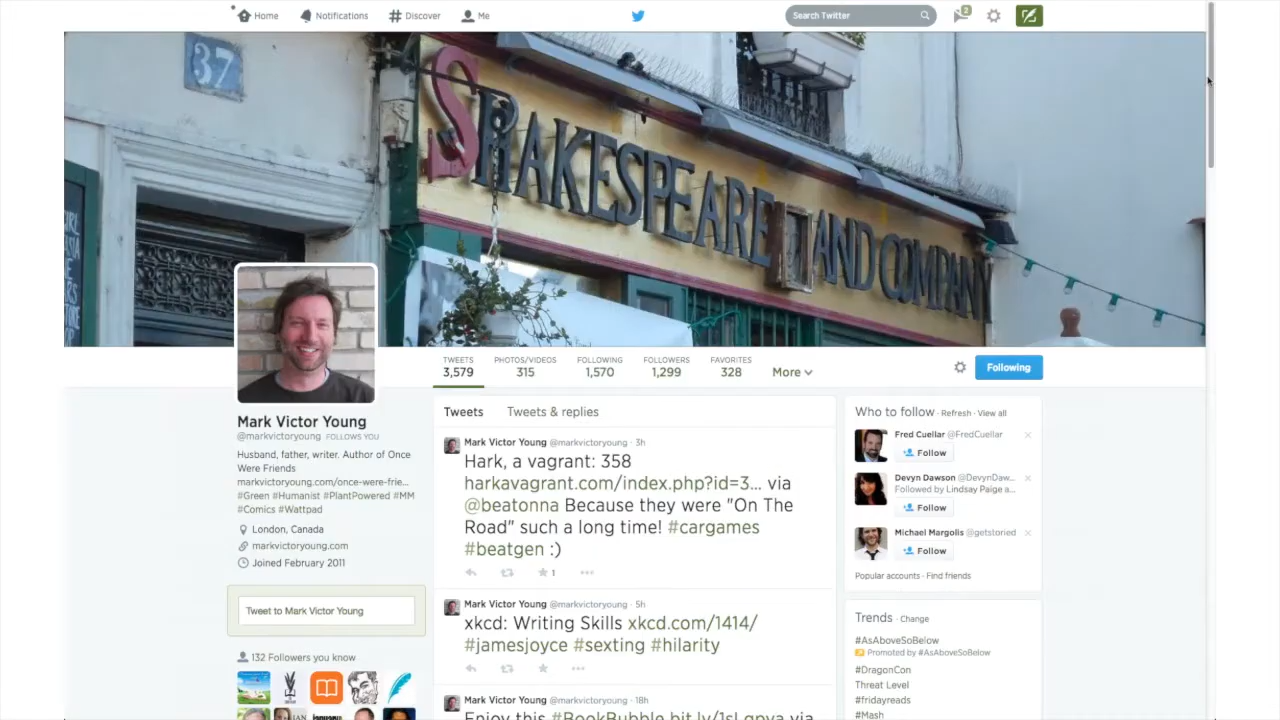 Home
Notifications
Discover
Me
Search Twitter
2
37
SHAKESPEARE AND COMPANY
TWEETS
3,579
PHOTOS/VIDEOS
315
FOLLOWING
1,570
FOLLOWERS
1,299
FAVORITES
328
More
Following
Mark Victor Young
@markvictoryoung FOLLOWS YOU
Husband, father, writer. Author of Once
Were Friends
markvictoryoung.com/once-were-frie...
#Green #Humanist #PlantPowered #MM
#Comics #Wattpad
London, Canada
markvictoryoung.com
Joined February 2011
Tweet to Mark Victor Young
132 Followers you know
Tweets
Tweets & replies
Mark Victor Young @markvictoryoung · 3h
Hark, a vagrant: 358
harkavagrant.com/index.php?id=3... via
@beatonna Because they were "On The
Road" such a long time! #cargames
#beatgen :)
1
Mark Victor Young @markvictoryoung · 5h
xkcd: Writing Skills xkcd.com/1414/
#jamesjoyce #sexting #hilarity
Mark Victor Young @markvictoryoung · 18h
Enjoy this #BookBubble
via
Who to follow · Refresh · View all
Fred Cuellar @FredCuellar
Follow
Devyn Dawson @DevynDaw...
Followed by Lindsay Paige a...
Follow
Michael Margolis @getstoried
Follow
Popular accounts · Find friends
Trends · Change
#AsAboveSoBelow
Promoted by #AsAboveSoBelow
#DragonCon
Threat Level
#fridayreads
#Mash